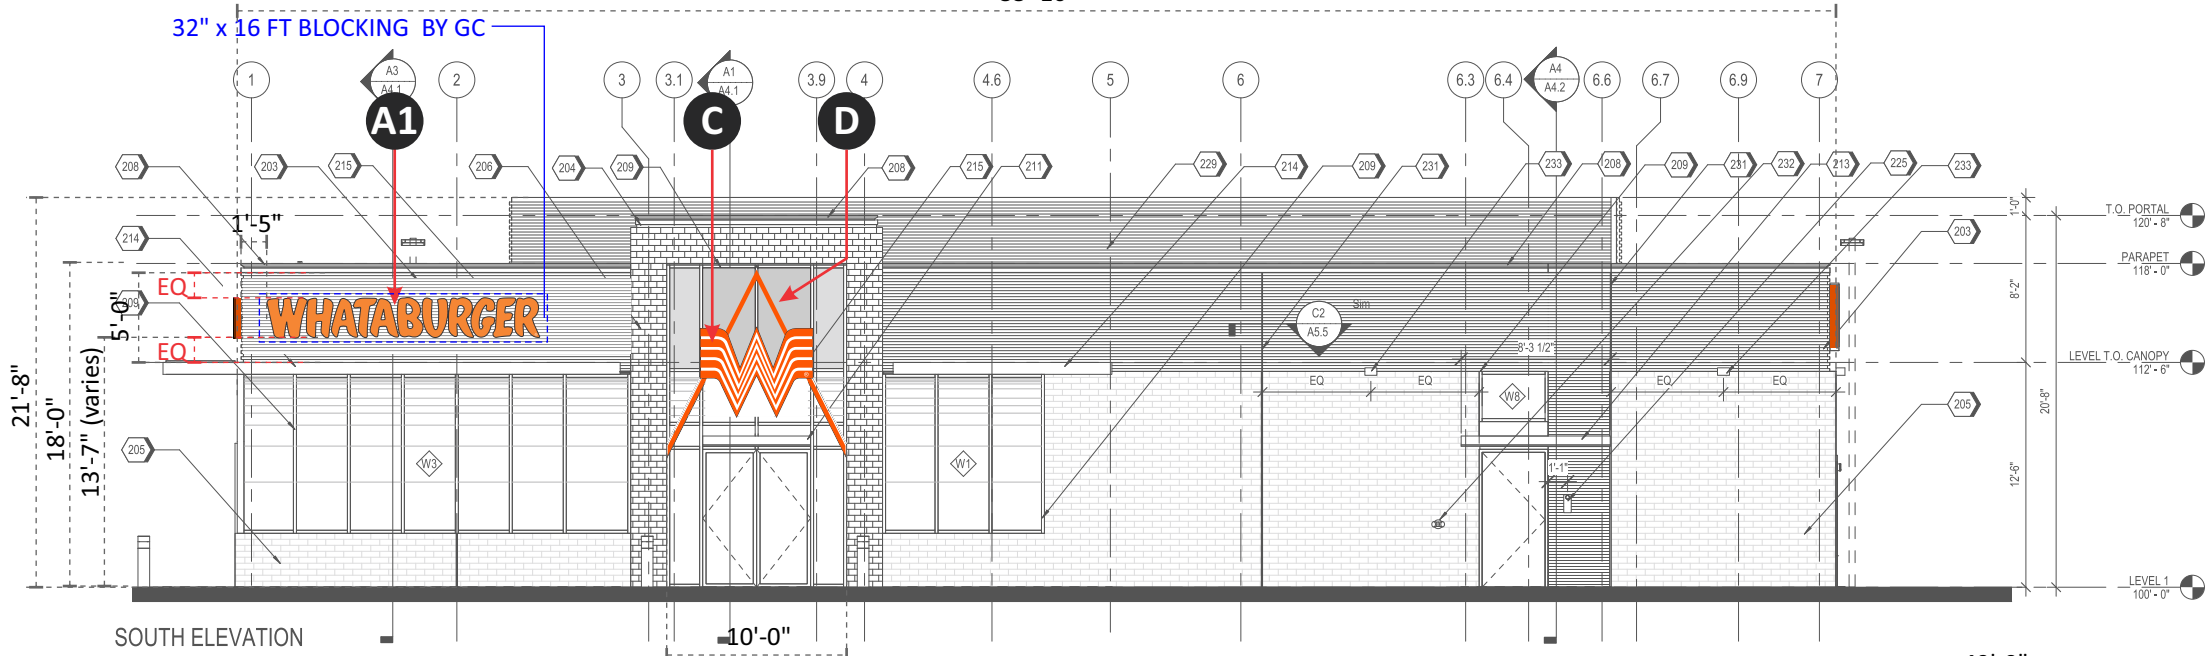 32" x 16 FT BLOCKING BY GC
1
A3
A4.1
2
3
3.1
A1
A4.1
3.9
4
4.6
5
6
6.3
6.4
A4
A4.2
6.6
6.7
6.9
7
A1
C
D
208
203
215
206
204
209
208
215
211
229
214
209
231
233
208
209
231
232
213
225
233
1'-5"
1'-0"
T.O. PORTAL
120' - 8"
214
203
PARAPET
118' - 0"
EQ
209
5'-0"
WHATABURGER
Sim
C2
A5.5
8'-2"
EQ
8'-3 1/2"
LEVEL T.O. CANOPY
112' - 6"
EQ
EQ
EQ
EQ
W8
21'-8"
18'-0"
13'-7" (varies)
20'-8"
205
205
W3
W1
1'-1"
12'-6"
LEVEL 1
100' - 0"
SOUTH ELEVATION
10'-0"